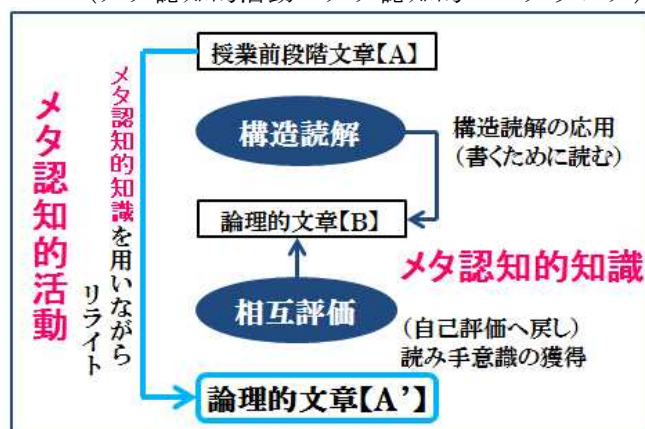 授業前段階文章【A】
メタ認知的活動
メタ認知的知識を用いながら
リライト
構造読解
構造読解の応用
(書くために読む)
論理的文章【B】
メタ認知的知識
相互評価
(自己評価へ戻し)
読み手意識の獲得
論理的文章【A’】